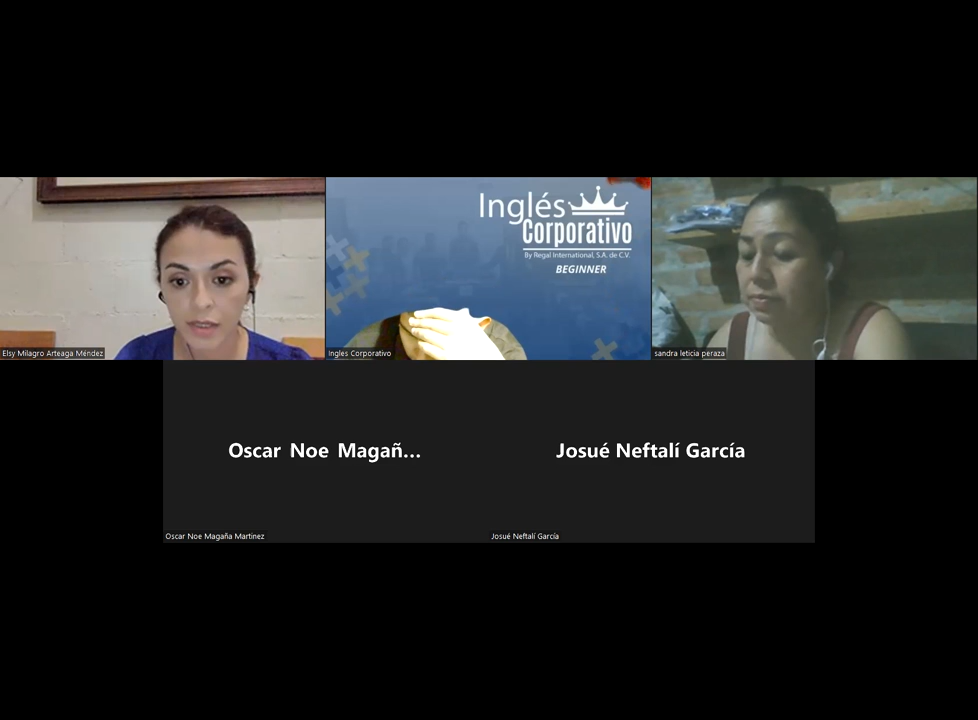 Inglés
Corporativo
By Regal International, S.A. de C.V.
BEGINNER
Elsy Milagro Arteaga Méndez
Ingles Corporativo
sandra leticia peraza
Oscar Noe Magañ...
Josué Neftalí García
Oscar Noe Magaña Martinez
Josué Neftalí García